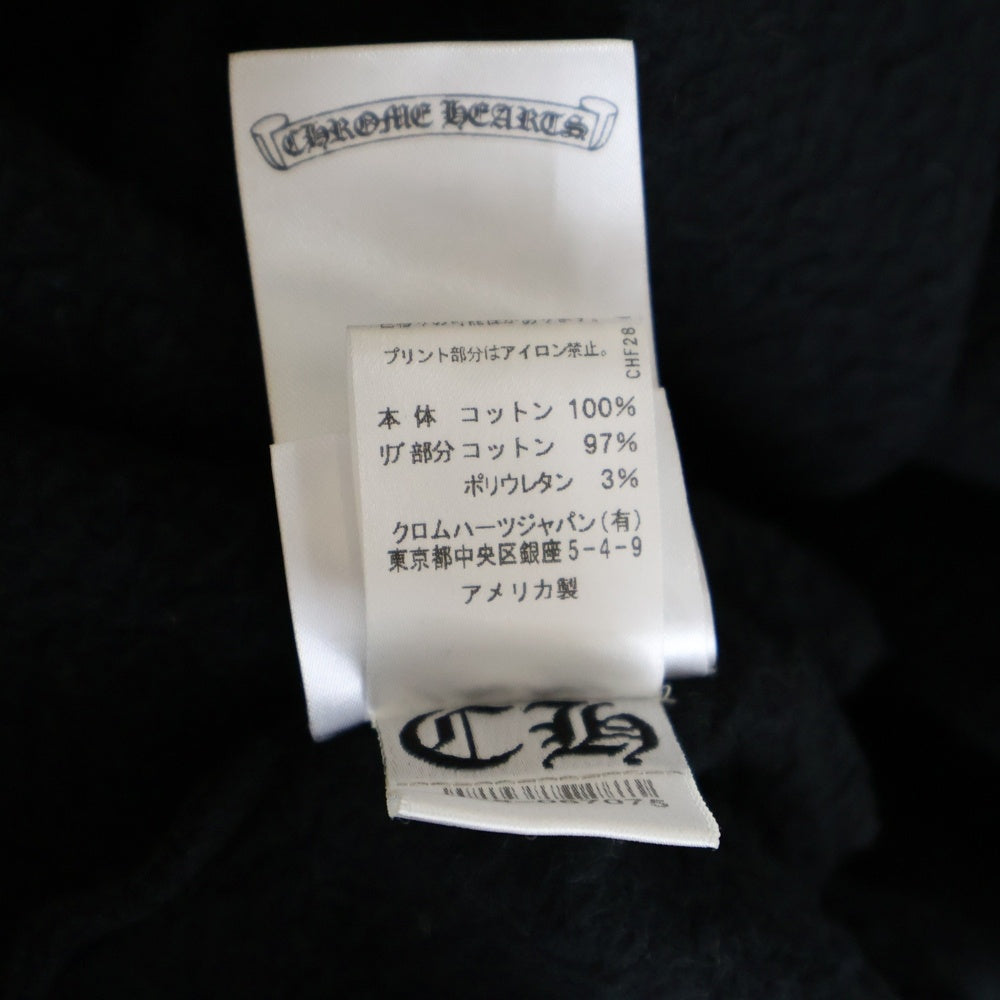 CHROME HEARTS
プリント部分はアイロン禁止。
CHF28
本体 コットン 100%
リブ部分コットン 97%
ポリウレタン 3%
クロムハーツジャパン(有)
東京都中央区銀座5-4-9
アメリカ製
CH